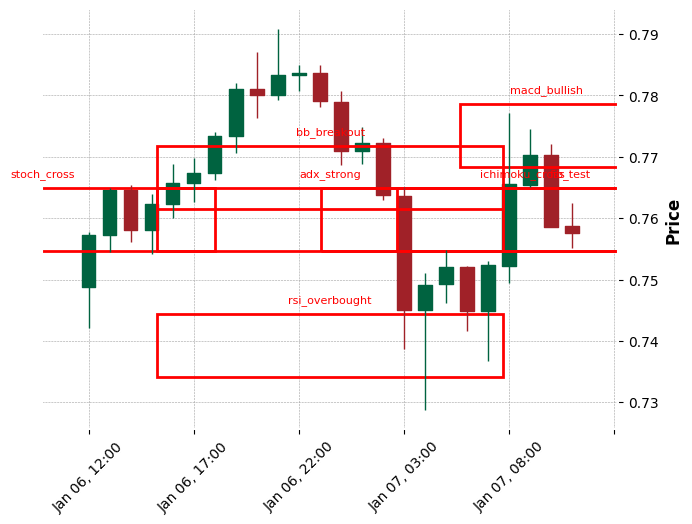 0.79
macd_bullish
0.78
bb_breakout
0.77
stoch_cross
adx_strong
_test
0.76
Price
0.75
rsi_overbought
0.74
0.73
Jan 06, 12:00
Jan 06, 17:00
Jan 06, 22:00
Jan 07, 03:00
Jan 07, 08:00